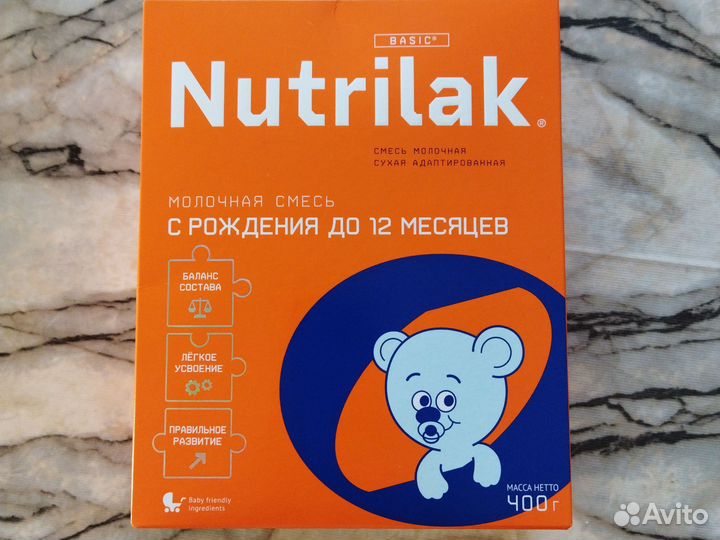 BASIC®
Nutrilak®
СМЕСЬ МОЛОЧНАЯ
СУХАЯ АДАПТИРОВАННАЯ
МОЛОЧНАЯ СМЕСЬ
С РОЖДЕНИЯ ДО 12 МЕСЯЦЕВ
БАЛАНС
СОСТАВА
ЛЁГКОЕ
УСВОЕНИЕ
ПРАВИЛЬНОЕ
РАЗВИТИЕ
Baby friendly
ingredients
МАССА НЕТТО
400 г
Avito